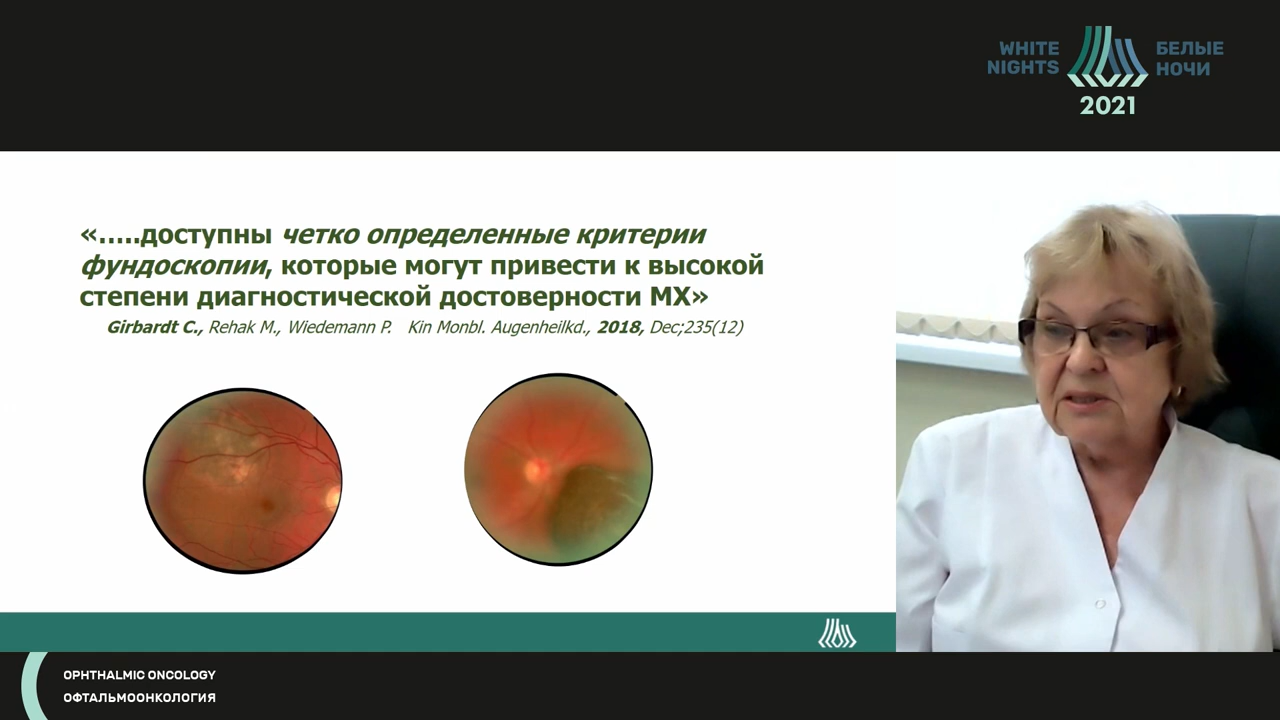 WHITE NIGHTS
БЕЛЫЕ НОЧИ
2021
«…..доступны четко определенные критерии
фундоскопии, которые могут привести к высокой
степени диагностической достоверности МХ»
Girbardt C., Rehak M., Wiedemann P. Kin Monbl. Augenheilkd., 2018, Dec;235(12)
OPHTHALMIC ONCOLOGY
ОФТАЛЬМООНКОЛОГИЯ